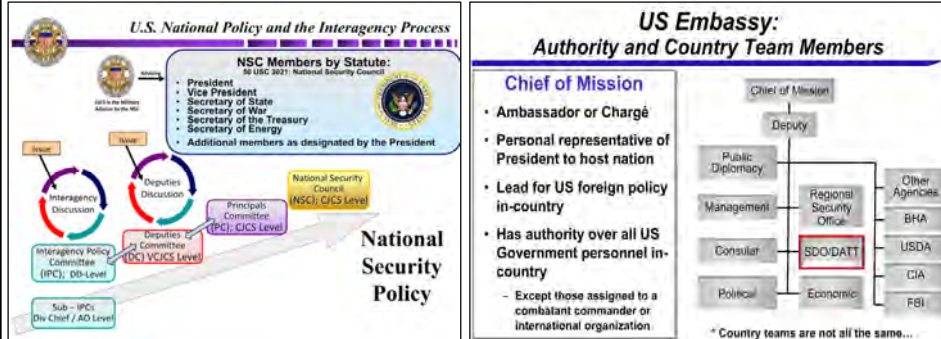 U.S. National Policy and the Interagency Process
NSC Members by Statute:
50 USC 3021: National Security Council
• President
• Vice President
• Secretary of State
• Secretary of War
• Secretary of the Treasury
• Secretary of Energy
• Additional members as designated by the President
Advising
CJCS is the Military
Advisor to the NSC
Issue
Issue
Interagency
Discussion
Deputies
Discussion
National Security
Council
(NSC); CJCS Level
Principals
Committee
(PC); CJCS Level
Deputies
Committee
(DC) VCJCS Level
Interagency Policy
Committee
(IPC); DD-Level
Sub – IPCs
Div Chief / AD Level
National
Security
Policy
US Embassy:
Authority and Country Team Members
Chief of Mission
• Ambassador or Chargé
• Personal representative of
President to host nation
• Lead for US foreign policy
in-country
• Has authority over all US
Government personnel in-
country
– Except those assigned to a
combatant commander or
international organization
Chief of Mission
Deputy
Public
Diplomacy
Management
Consular
Political
Regional
Security
Office
SDO/DATT
Economic
Other
Agencies
BHA
USDA
CIA
FBI
* Country teams are not all the same…